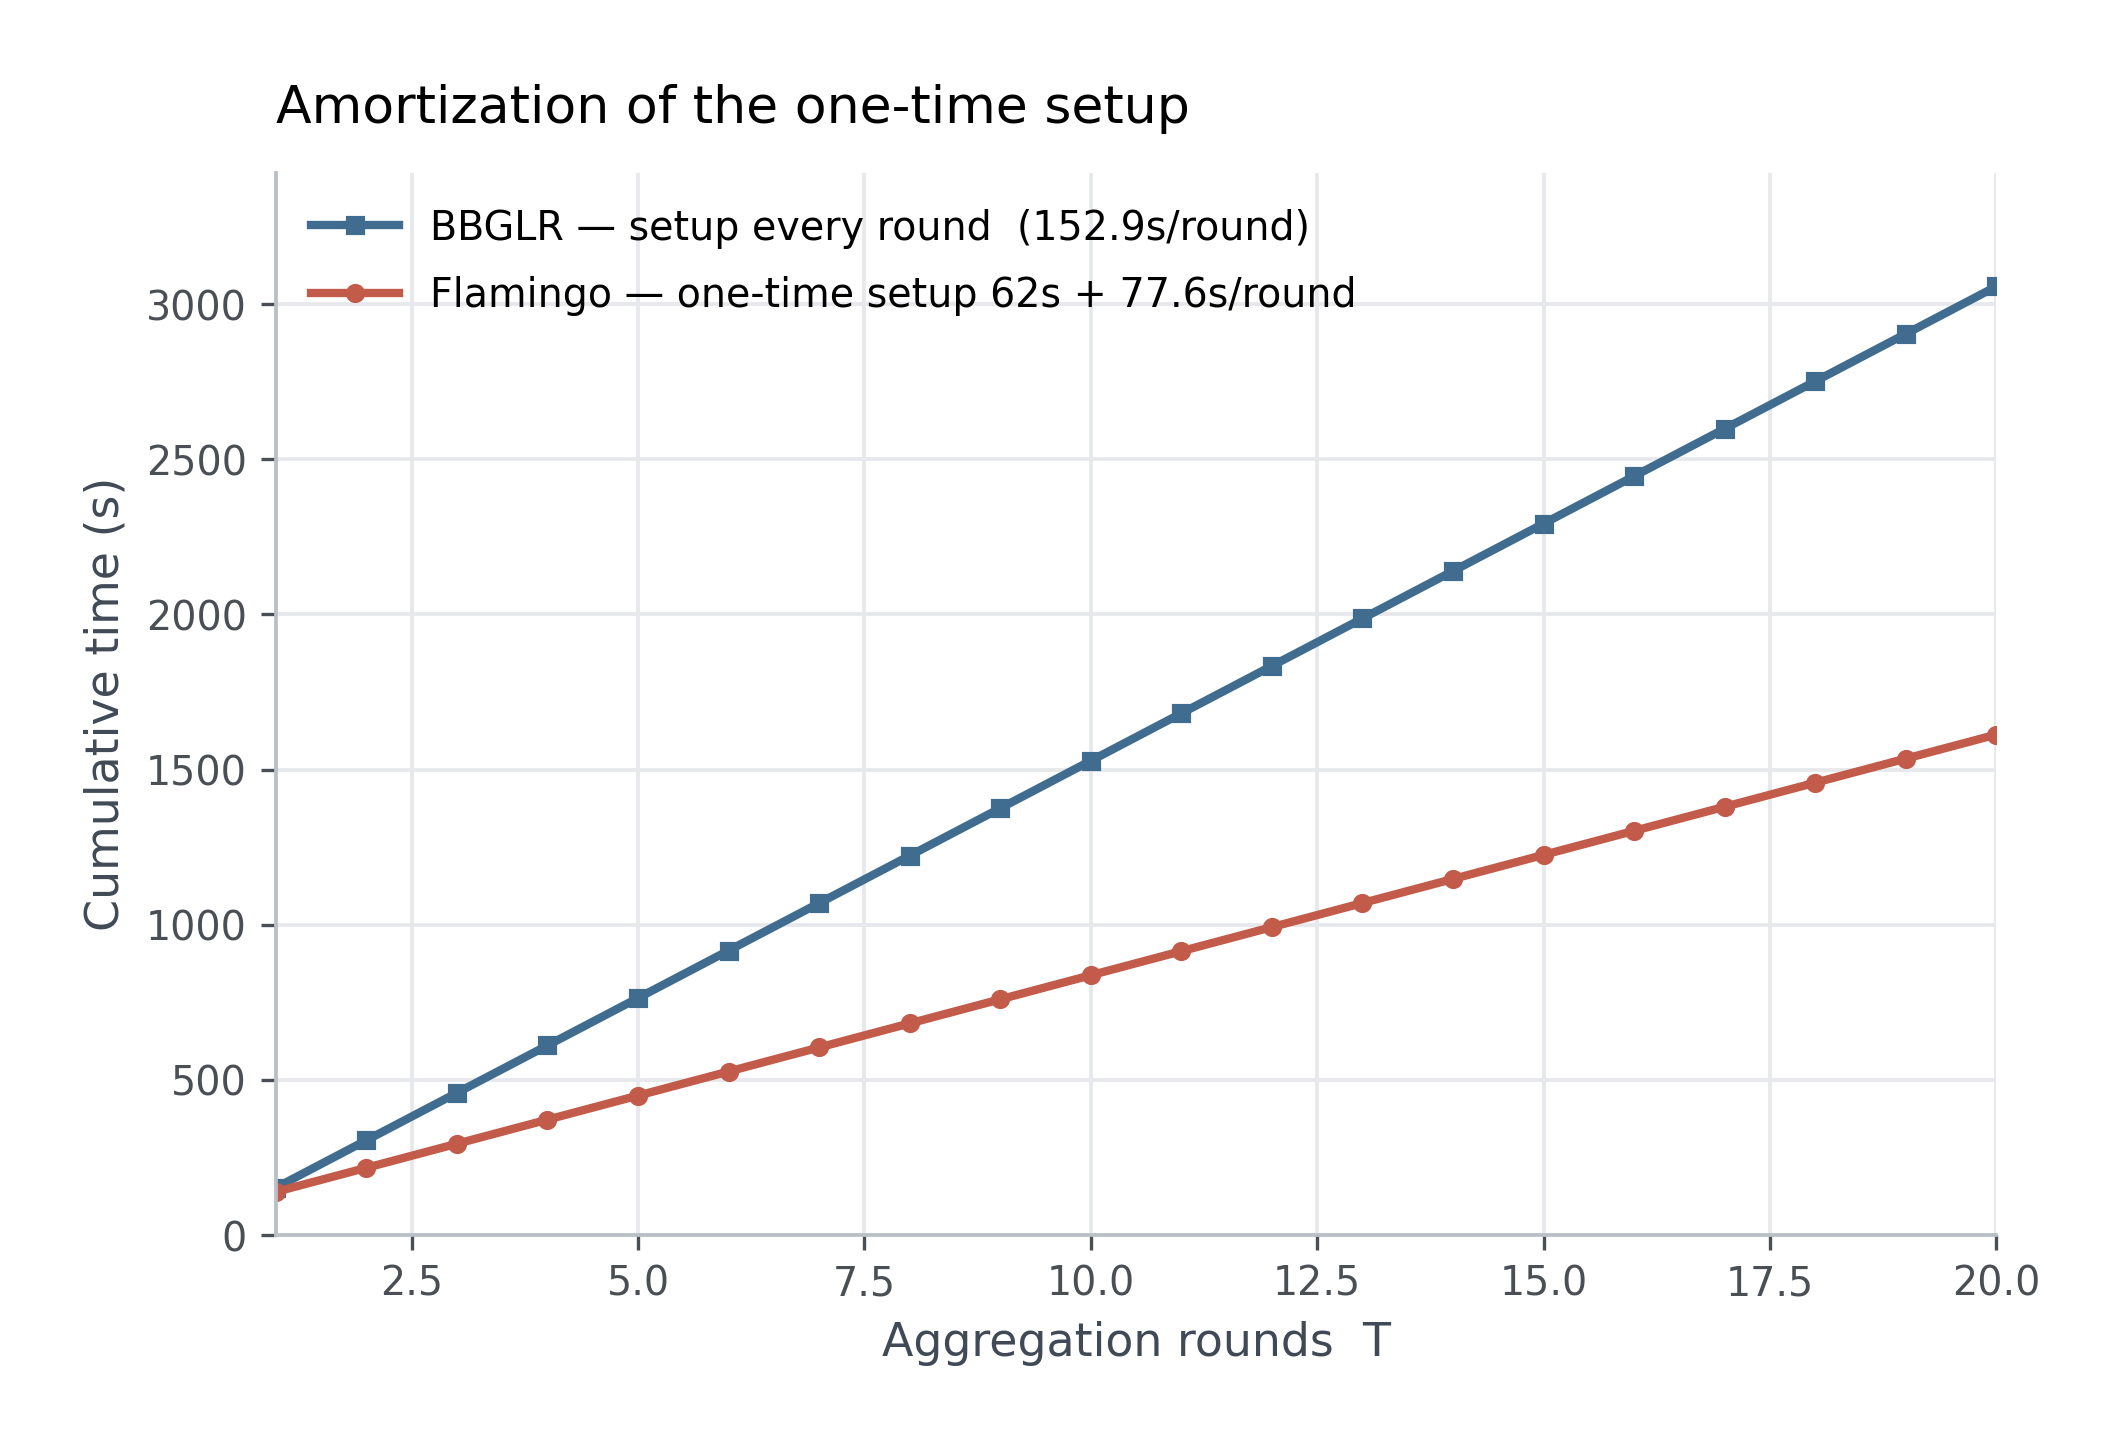 Amortization of the one-time setup
BBGLR — setup every round  (152.9s/round)
Flamingo — one-time setup 62s + 77.6s/round
3000
2500
2000
1500
1000
500
0
Cumulative time (s)
2.5 5.0 7.5 10.0 12.5 15.0 17.5 20.0
Aggregation rounds  T